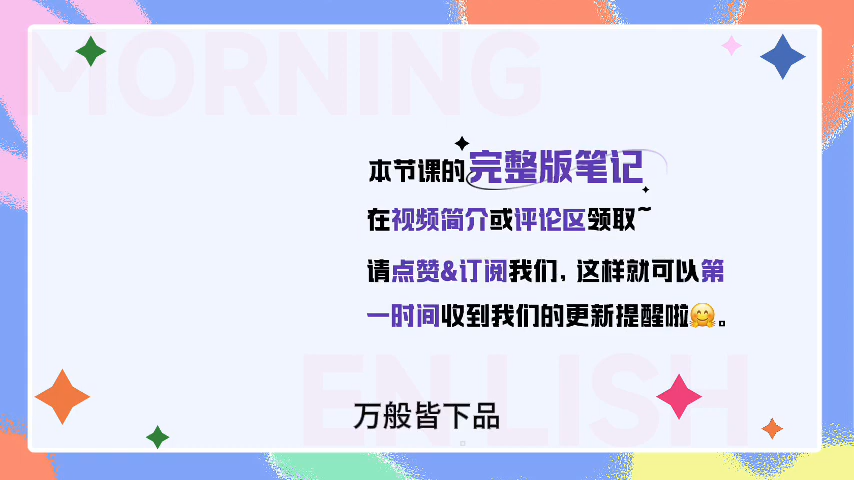 MORNING
本节课的完整版笔记
在视频简介或评论区领取~
请点赞&订阅我们,这样就可以第
一时间收到我们的更新提醒啦🤗。
EN LISH
万般皆下品